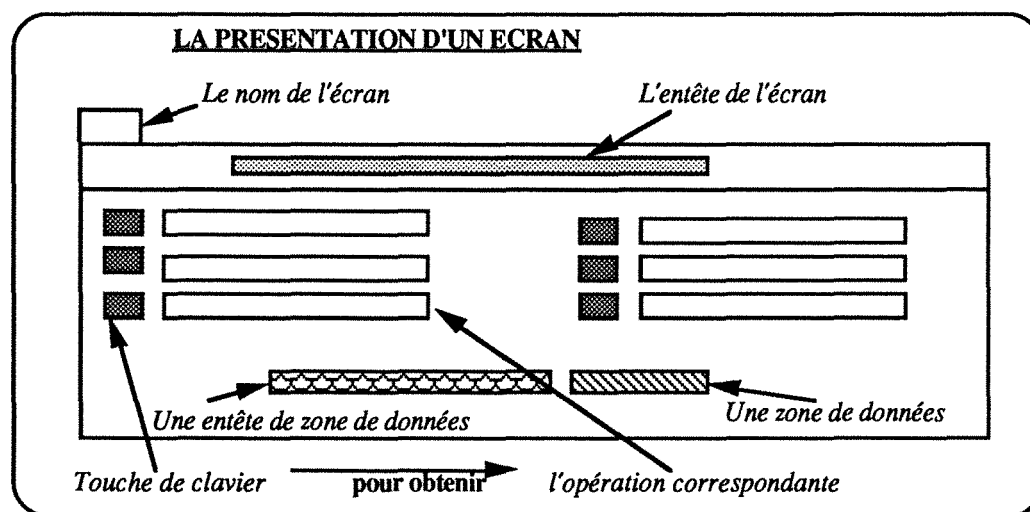 LA PRESENTATION D'UN ECRAN
Le nom de l'écran
L'entête de l'écran
Une entête de zone de données
Une zone de données
Touche de clavier
pour obtenir
l'opération correspondante